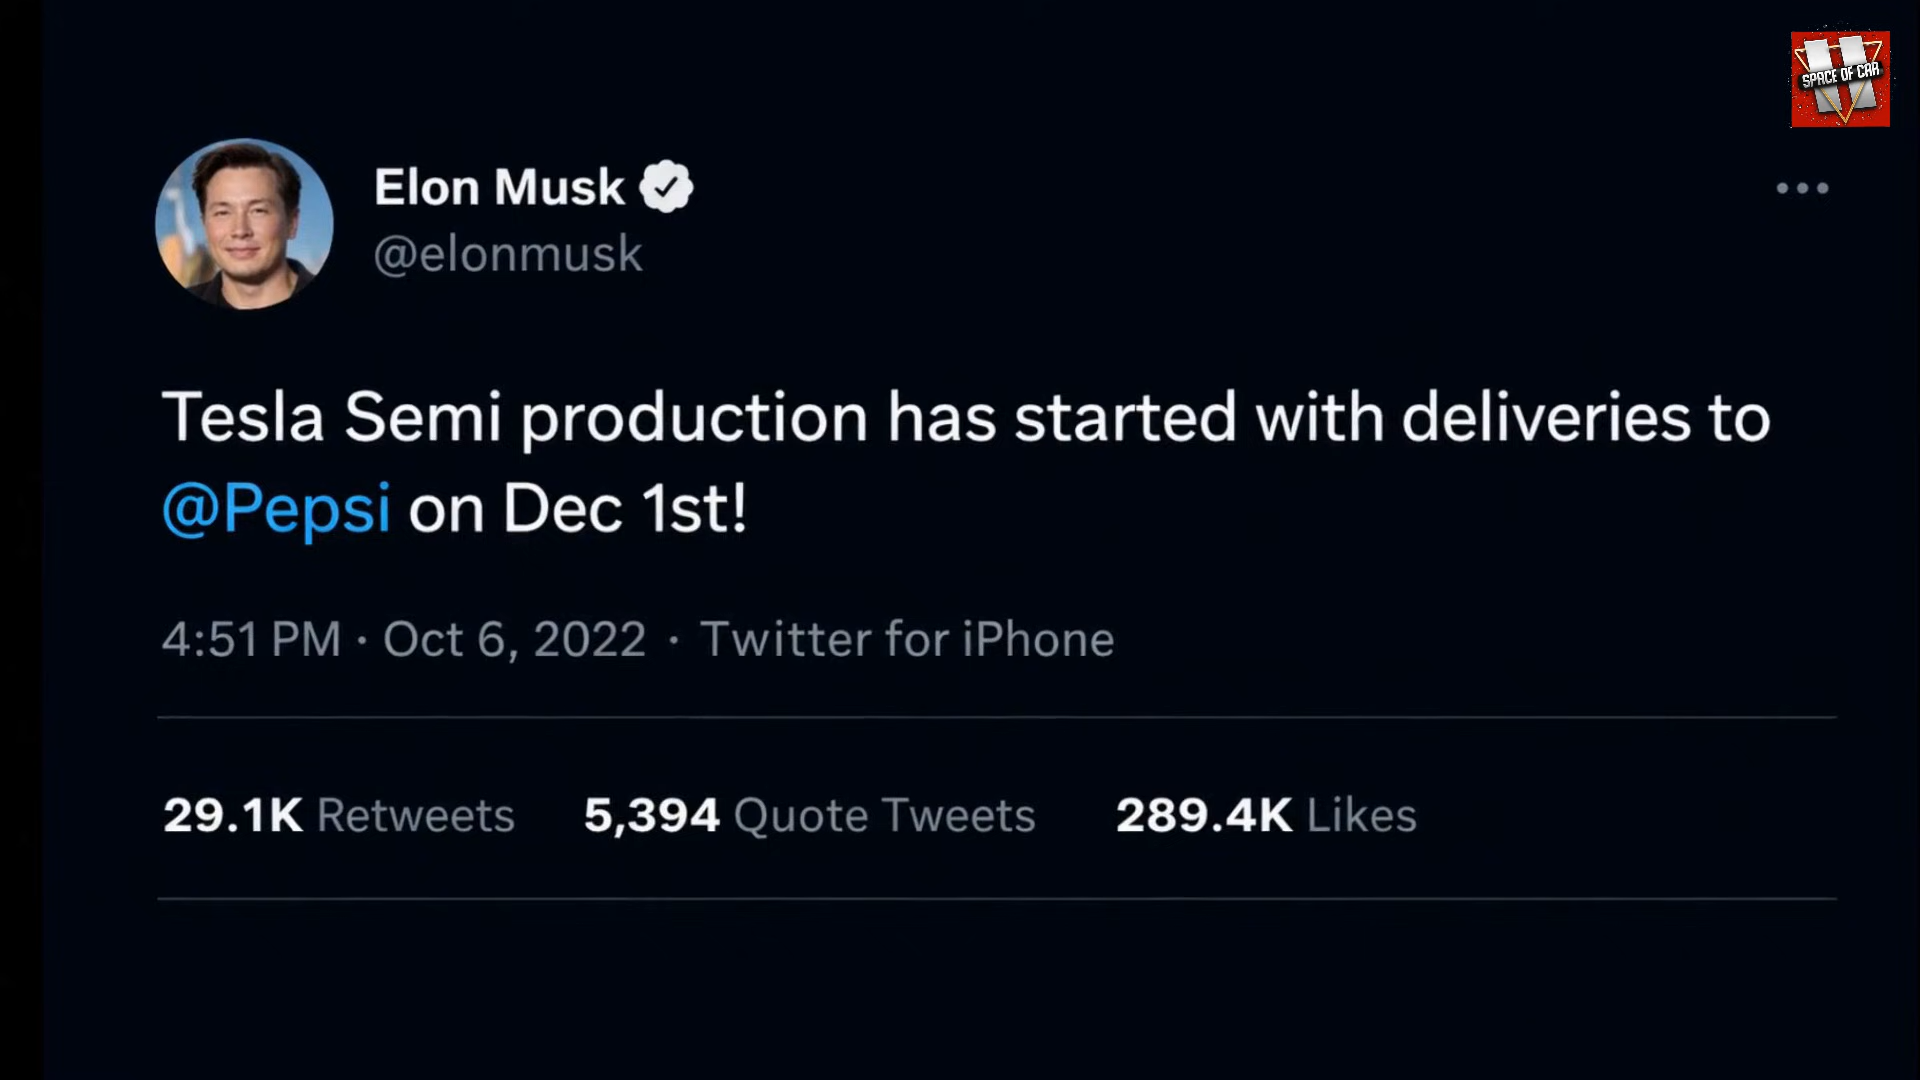 SPACE OF CAR
Elon Musk
@elonmusk
Tesla Semi production has started with deliveries to
@Pepsi on Dec 1st!
4:51 PM · Oct 6, 2022 · Twitter for iPhone
29.1K Retweets 5,394 Quote Tweets 289.4K Likes